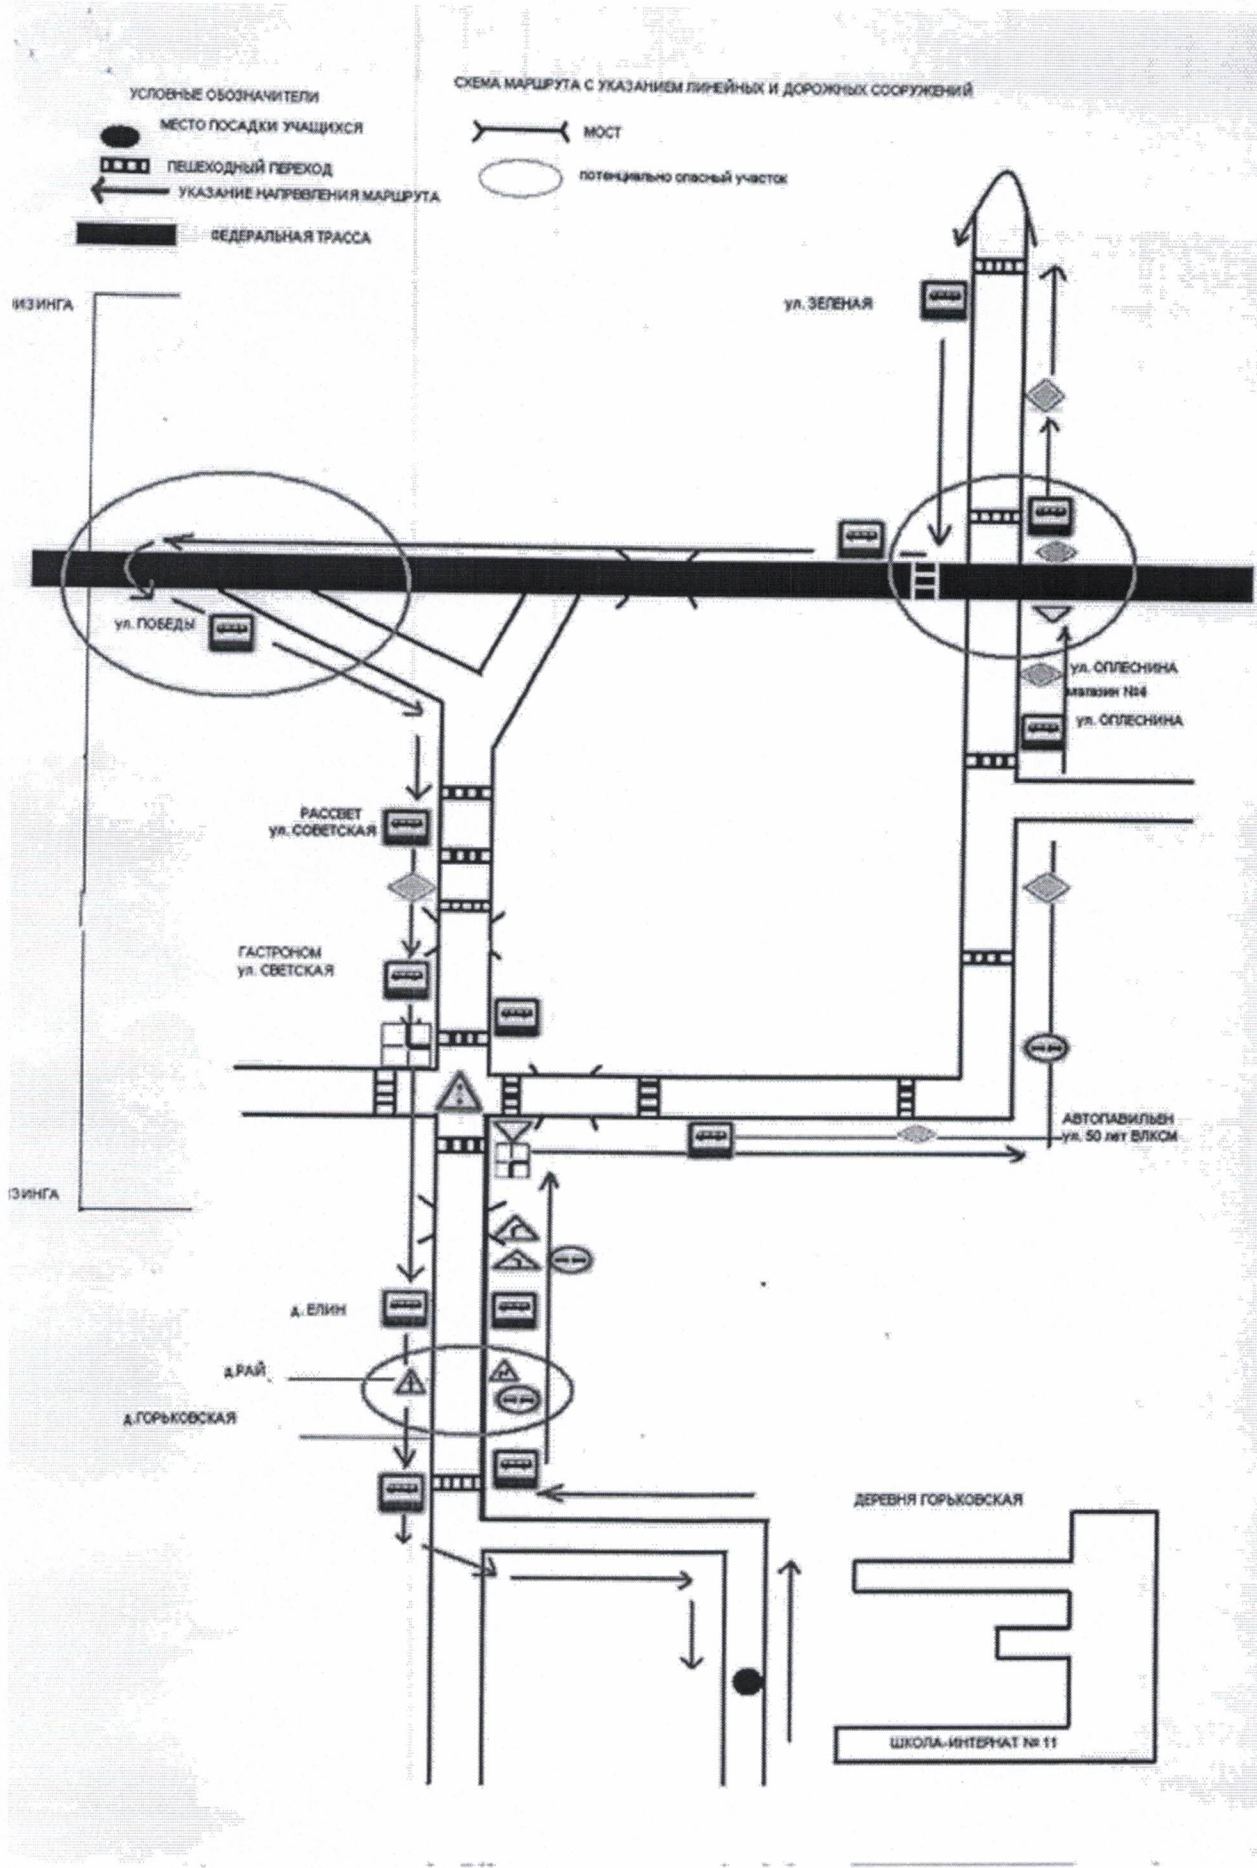 УСЛОВНЫЕ ОБОЗНАЧИТЕЛИ
МЕСТО ПОСАДКИ УЧАЩИХСЯ
ПЕШЕХОДНЫЙ ПЕРЕХОД
УКАЗАНИЕ НАПРЕВЛЕНИЯ МАРШРУТА
ФЕДЕРАЛЬНАЯ ТРАССА
СХЕМА МАРШРУТА С УКАЗАНИЕМ ЛИНЕЙНЫХ И ДОРОЖНЫХ СООРУЖЕНИЙ
МОСТ
потенциально опасный участок
ИЗИНГА
ул. ЗЕЛЕНАЯ
ул. ПОБЕДЫ
ул. ОПЛЕСНИНА
магазин №4
ул. ОПЛЕСНИНА
РАССВЕТ
ул. СОВЕТСКАЯ
ГАСТРОНОМ
ул. СВЕТСКАЯ
АВТОПАВИЛЬЕН
ул. 50 лет ВЛКСМ
ЗИНГА
д. ЕЛИН
д.РАЙ
д.ГОРЬКОВСКАЯ
ДЕРЕВНЯ ГОРЬКОВСКАЯ
ШКОЛА-ИНТЕРНАТ № 11